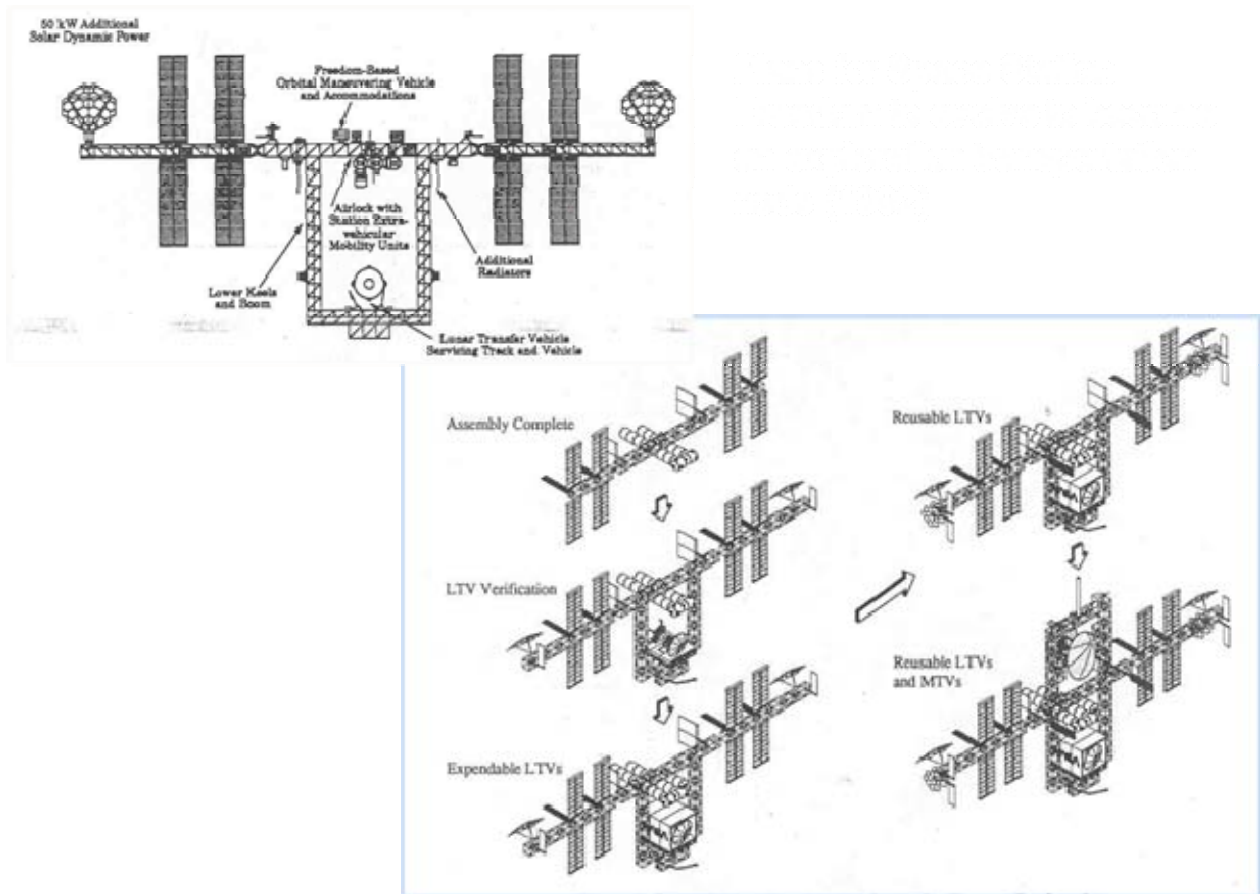 50 kW Additional
Solar Dynamic Power
Freedom-Based
Orbital Maneuvering Vehicle
and Accommodations
Airlock with
Station Extra-
vehicular
Mobility Units
Additional
Radiators
Lower Keels
and Boom
Lunar Transfer Vehicle
Servicing Track and Vehicle
Assembly Complete
LTV Verification
Expendable LTVs
Reusable LTVs
Reusable LTVs
and MTVs